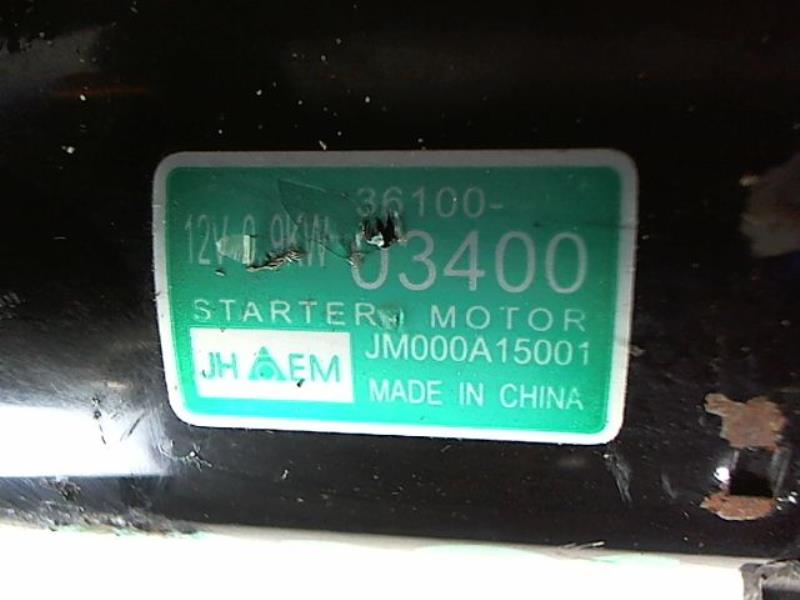 36100-
12V 0.9KW 03400
STARTER MOTOR
JH EM JM000A15001
MADE IN CHINA